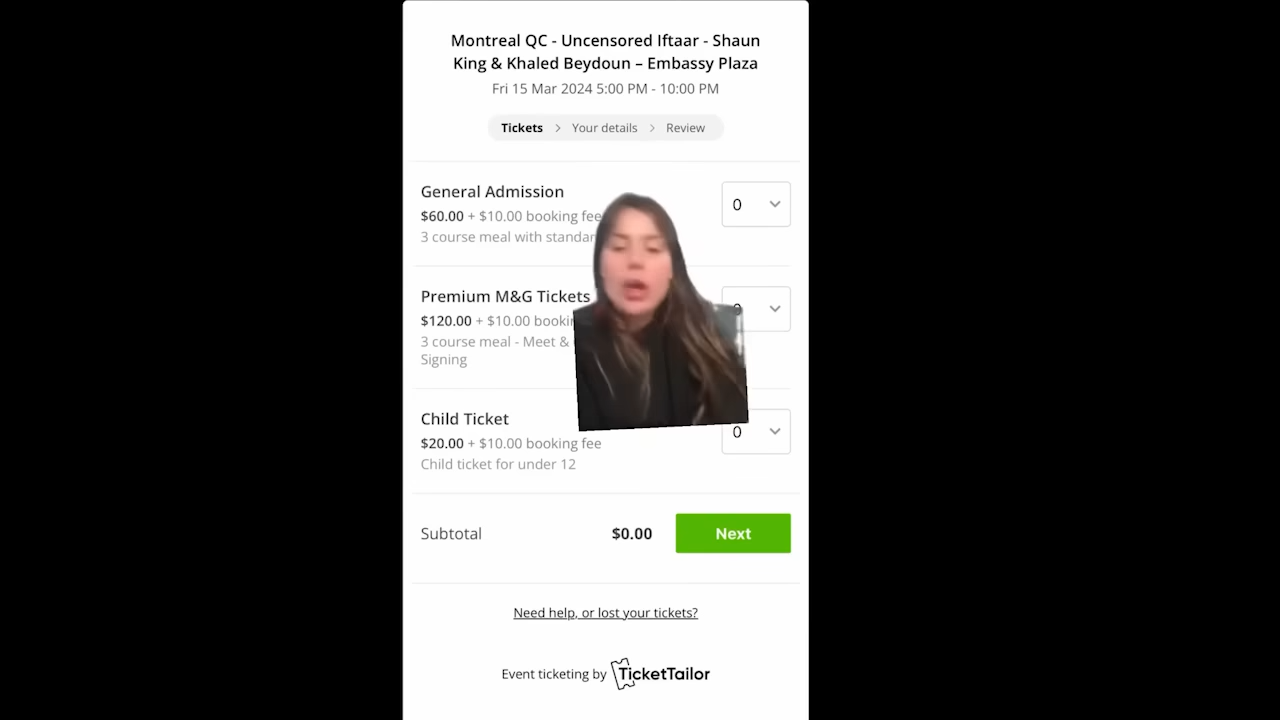 Montreal QC - Uncensored Iftaar - Shaun
King & Khaled Beydoun – Embassy Plaza
Fri 15 Mar 2024 5:00 PM - 10:00 PM
Tickets > Your details > Review
General Admission
0
$60.00 + $10.00 booking fee
3 course meal with
Premium M&G Tickets
$120.00 + $10.00
3 course meal - Meet &
Signing
Child Ticket
0
$20.00 + $10.00 booking fee
Child ticket for under 12
Subtotal $0.00 Next
Need help, or lost your tickets?
Event ticketing by TicketTailor